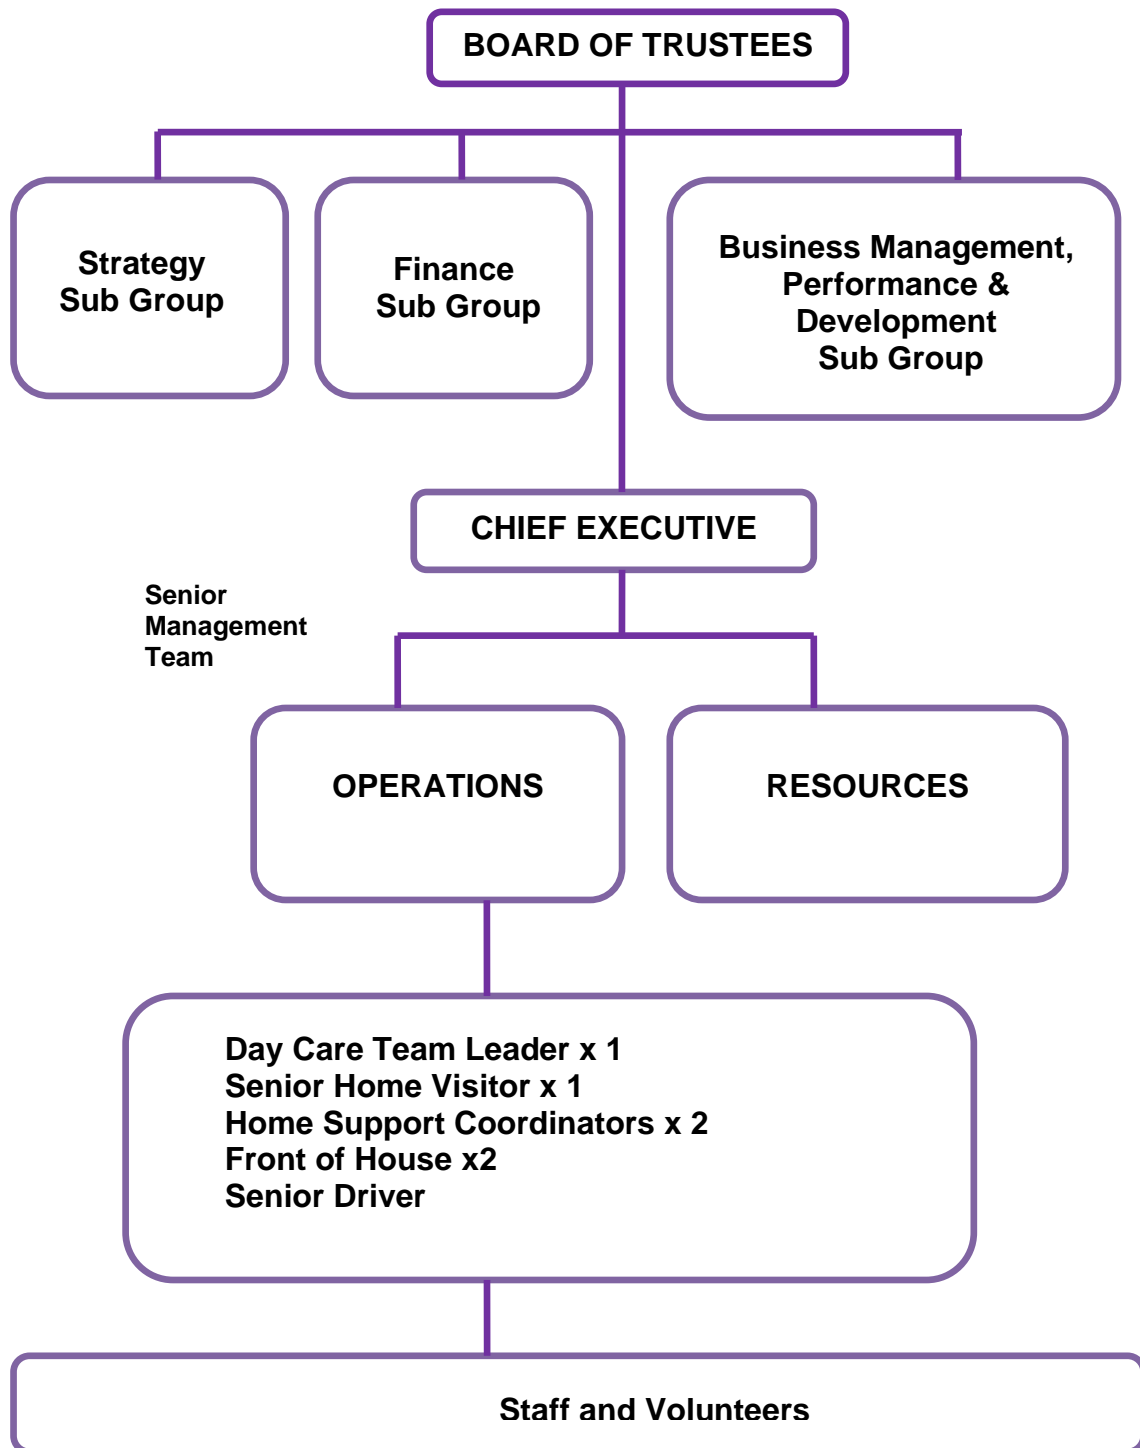 BOARD OF TRUSTEES
Strategy
Sub Group
Finance
Sub Group
Business Management,
Performance &
Development
Sub Group
CHIEF EXECUTIVE
Senior
Management
Team
OPERATIONS
RESOURCES
Day Care Team Leader x 1
Senior Home Visitor x 1
Home Support Coordinators x 2
Front of House x2
Senior Driver
Staff and Volunteers